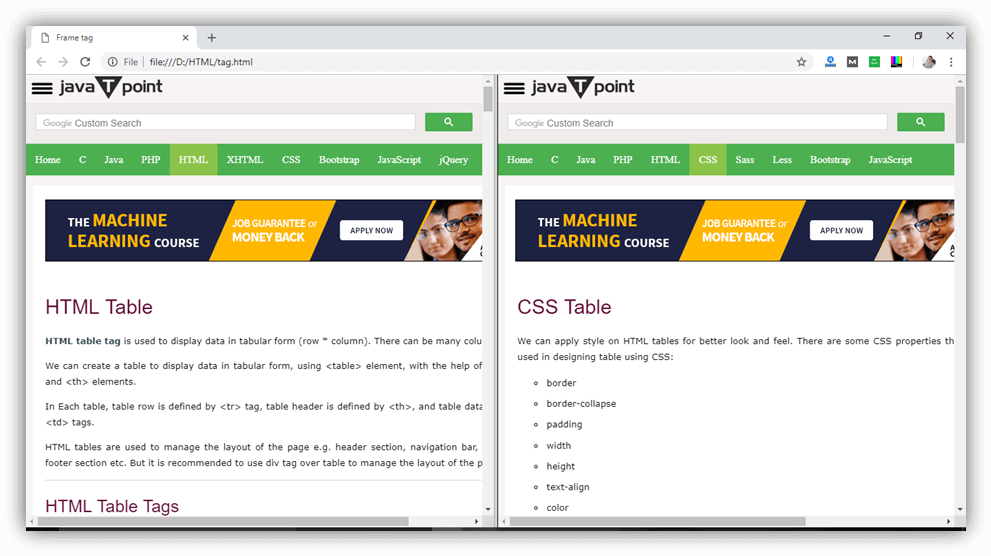 Frame tag
File file:///D:/HTML/tag.html
java T point
Google Custom Search
Home C Java PHP HTML XHTML CSS Bootstrap JavaScript jQuery
THE MACHINE
LEARNING COURSE
JOB GUARANTEE or
MONEY BACK
APPLY NOW
HTML Table
HTML table tag is used to display data in tabular form (row * column). There can be many colu
We can create a table to display data in tabular form, using <table> element, with the help of
and <th> elements.
In Each table, table row is defined by <tr> tag, table header is defined by <th>, and table data
<td> tags.
HTML tables are used to manage the layout of the page e.g. header section, navigation bar,
footer section etc. But it is recommended to use div tag over table to manage the layout of the p
HTML Table Tags
java T point
Google Custom Search
Home C Java PHP HTML CSS Sass Less Bootstrap JavaScript
THE MACHINE
LEARNING COURSE
JOB GUARANTEE or
MONEY BACK
APPLY NOW
CSS Table
We can apply style on HTML tables for better look and feel. There are some CSS properties th
used in designing table using CSS:
border
border-collapse
padding
width
height
text-align
color